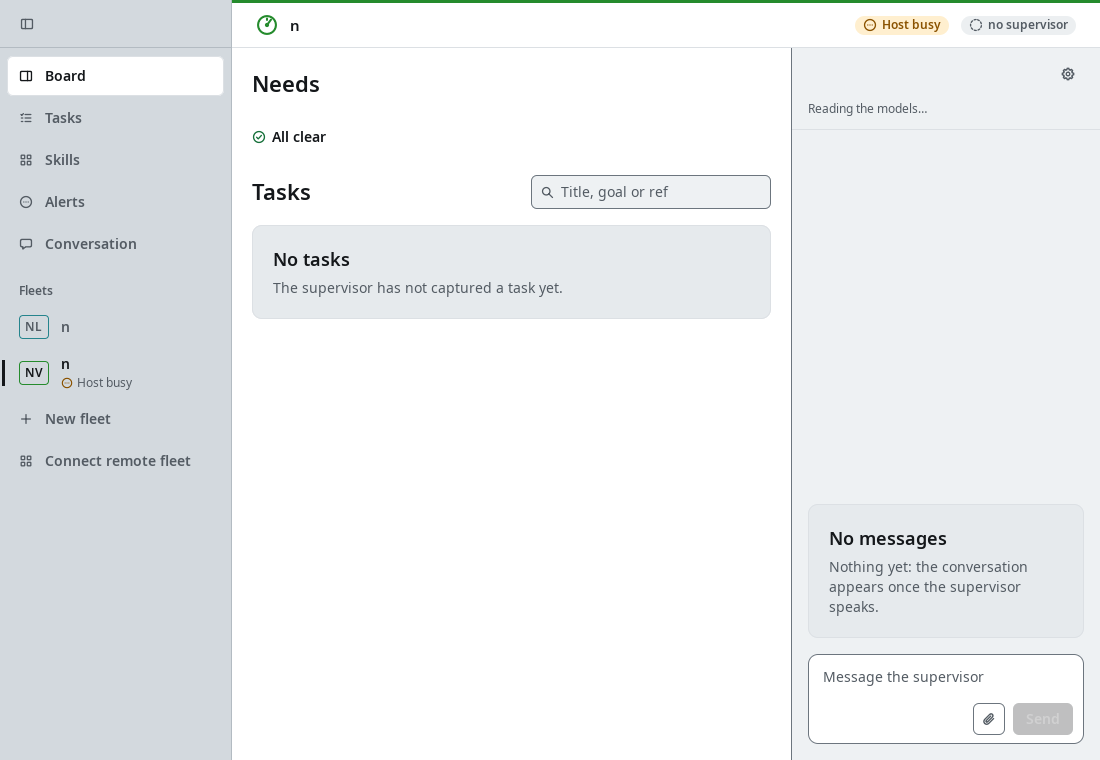 n
Host busy
no supervisor
Board
Tasks
Skills
Alerts
Conversation
Fleets
NL
n
NV
n
Host busy
New fleet
Connect remote fleet
Needs
All clear
Tasks
Title, goal or ref
No tasks
The supervisor has not captured a task yet.
Reading the models...
No messages
Nothing yet: the conversation
appears once the supervisor
speaks.
Message the supervisor
Send